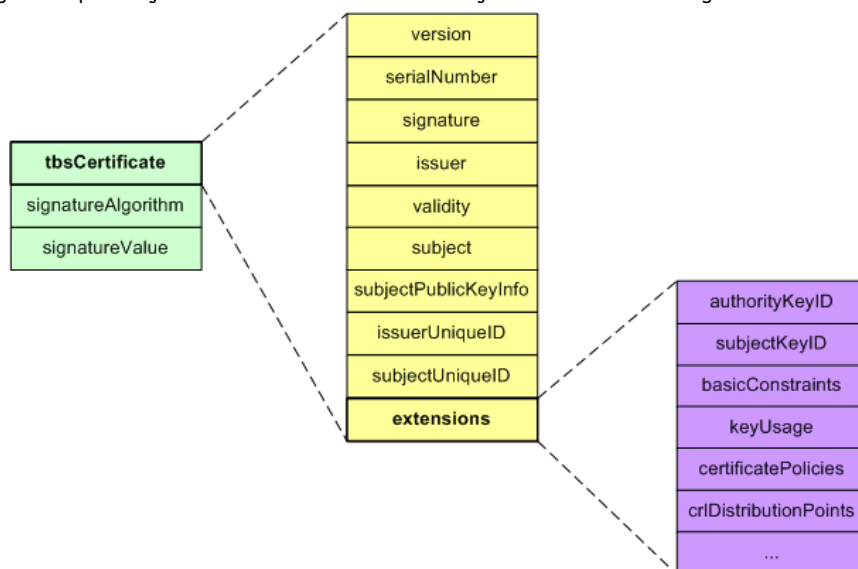 version
serialNumber
signature
issuer
validity
subject
subjectPublicKeyInfo
issuerUniqueID
subjectUniqueID
extensions
tbsCertificate
signatureAlgorithm
signatureValue
authorityKeyID
subjectKeyID
basicConstraints
keyUsage
certificatePolicies
crlDistributionPoints
...